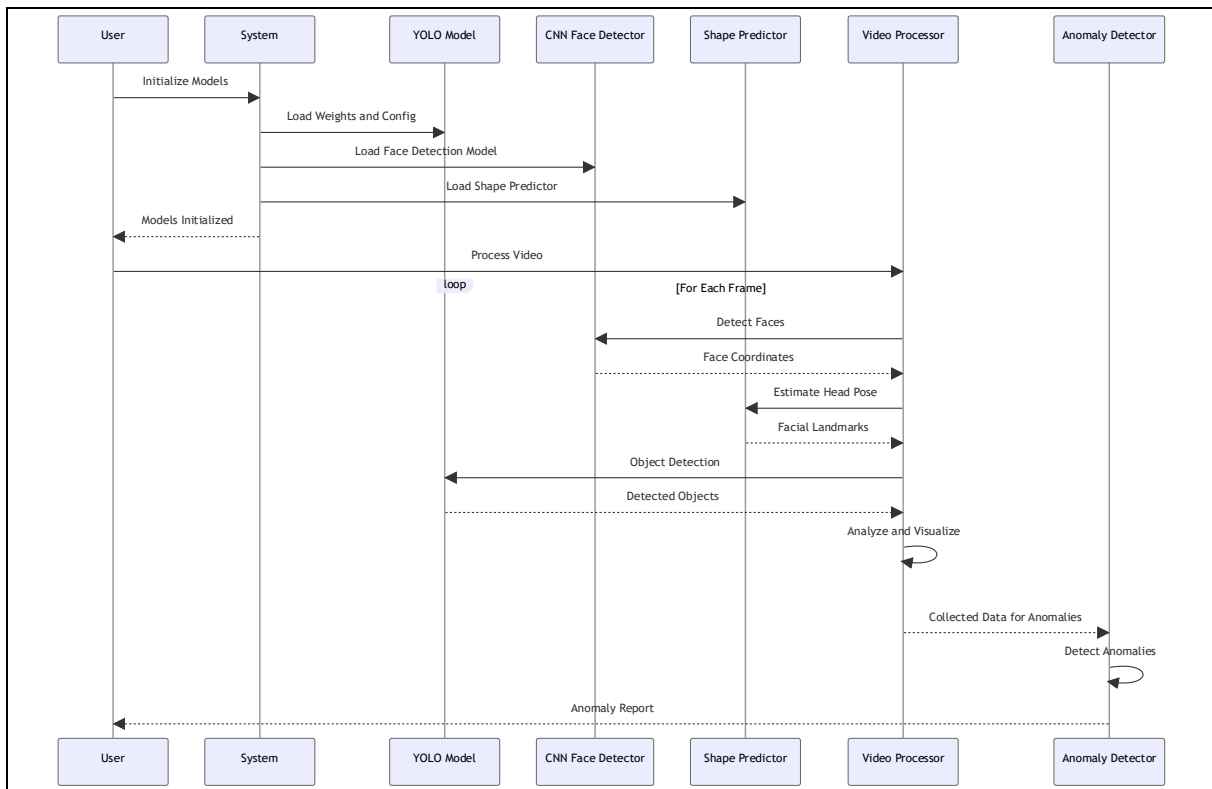 User
System
YOLO Model
CNN Face Detector
Shape Predictor
Video Processor
Anomaly Detector
Initialize Models
Load Weights and Config
Load Face Detection Model
Load Shape Predictor
Models Initialized
Process Video
loop
[For Each Frame]
Detect Faces
Face Coordinates
Estimate Head Pose
Facial Landmarks
Object Detection
Detected Objects
Analyze and Visualize
Collected Data for Anomalies
Detect Anomalies
Anomaly Report
User
System
YOLO Model
CNN Face Detector
Shape Predictor
Video Processor
Anomaly Detector